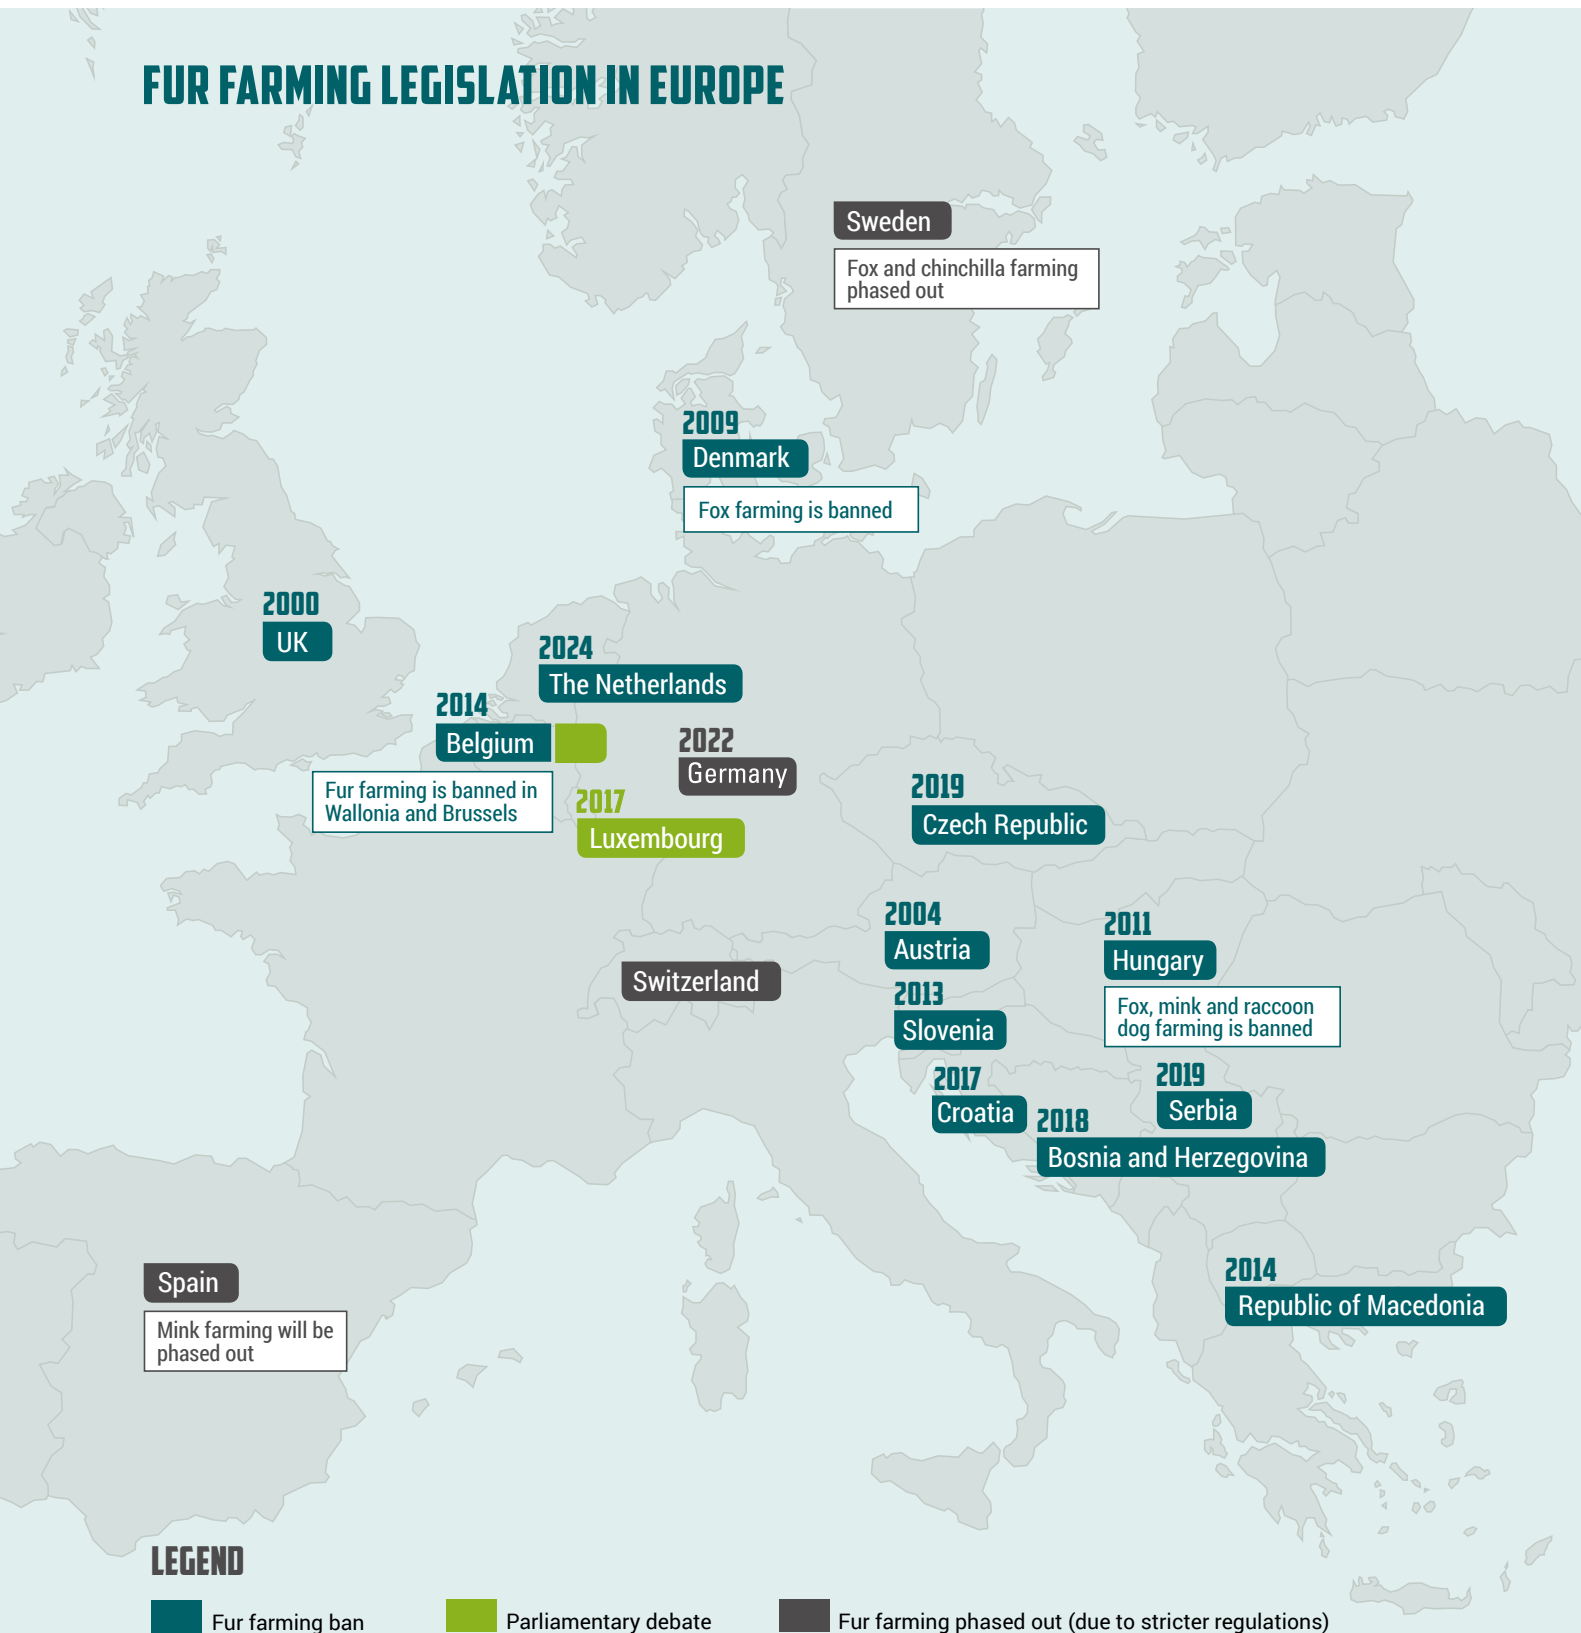 FUR FARMING LEGISLATION IN EUROPE
Sweden
Fox and chinchilla farming
phased out
2009
Denmark
Fox farming is banned
2000
UK
2024
The Netherlands
2014
Belgium
Fur farming is banned in
Wallonia and Brussels
2022
Germany
2017
Luxembourg
2019
Czech Republic
2004
Austria
2011
Hungary
Fox, mink and raccoon
dog farming is banned
Switzerland
2013
Slovenia
2017
Croatia
2019
Serbia
2018
Bosnia and Herzegovina
Spain
Mink farming will be
phased out
2014
Republic of Macedonia
LEGEND
Fur farming ban
Parliamentary debate
Fur farming phased out (due to stricter regulations)